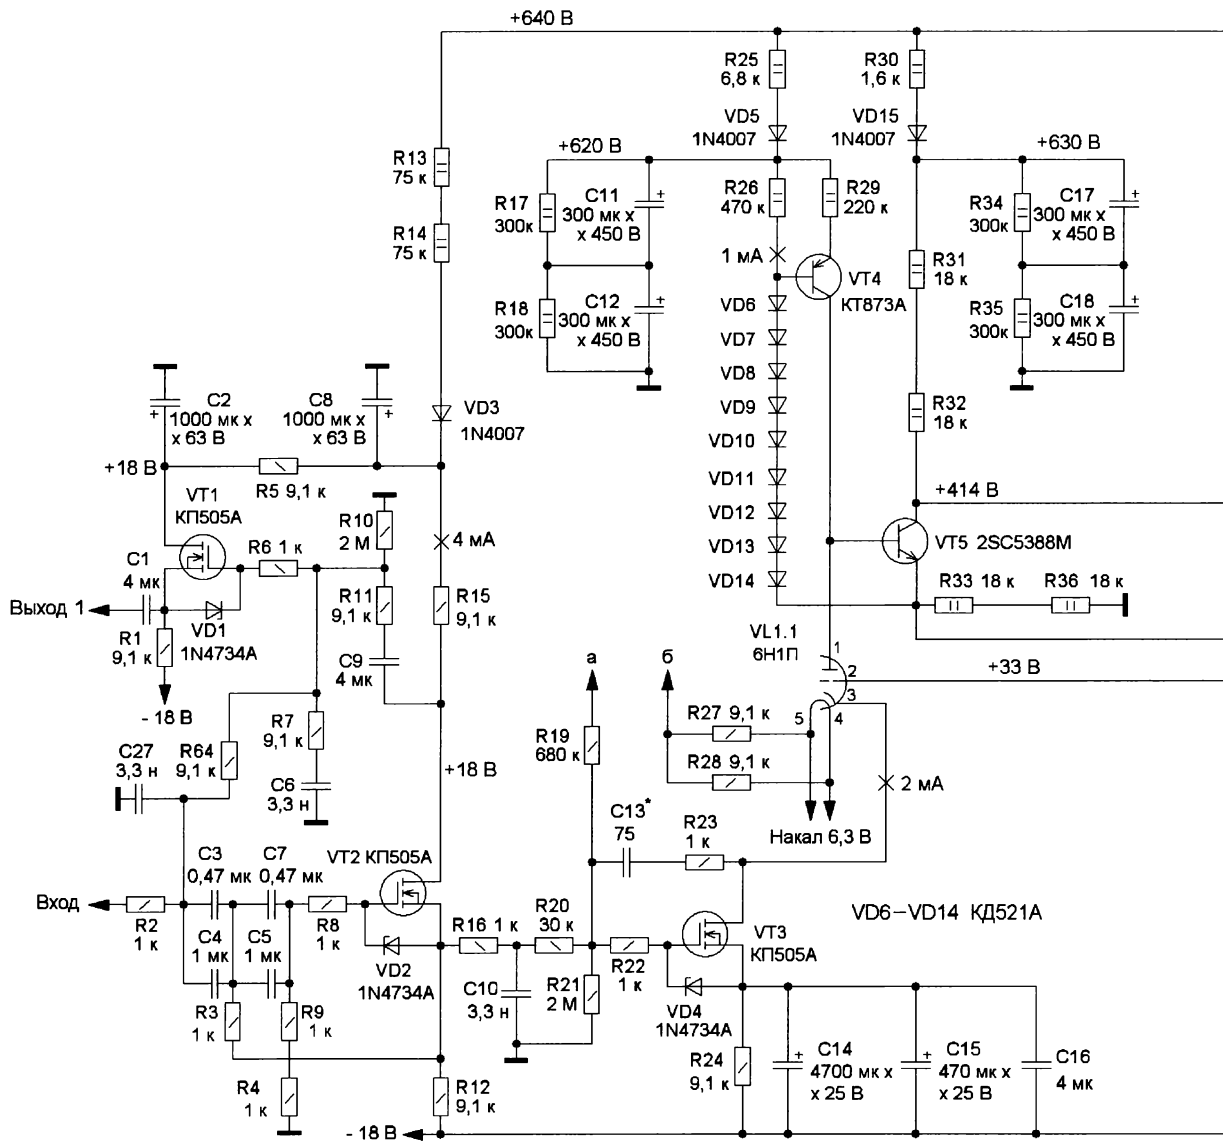 +640 В
R25
6,8 к
R30
1,6 к
VD5
1N4007
VD15
1N4007
+620 В
+630 В
R13
75 к
R14
75 к
R17
300к
C11
300 мк х
х 450 В
R26
470 к
R29
220 к
R34
300к
C17
300 мк х
х 450 В
1 мА
VT4
КТ873А
R31
18 к
R18
300к
C12
300 мк х
х 450 В
R35
300к
C18
300 мк х
х 450 В
VD6
VD7
VD8
VD9
VD10
VD11
VD12
VD13
VD14
C2
1000 мк х
х 63 В
C8
1000 мк х
х 63 В
VD3
1N4007
R32
18 к
+18 В
R5 9,1 к
+414 В
VT1
КП505А
R10
2 М
4 мА
VT5 2SC5388M
C1
4 мк
R6 1 к
Выход 1
R11
9,1 к
R15
9,1 к
R33 18 к
R36 18 к
R1
9,1 к
VD1
1N4734A
C9
4 мк
VL1.1
6Н1П
1
2
3
4
5
а
б
+33 В
- 18 В
R7
9,1 к
R27 9,1 к
R19
680 к
C27
3,3 н
R64
9,1 к
+18 В
C6
3,3 н
R28 9,1 к
2 мА
C13*
75
R23
1 к
Накал 6,3 В
C3
0,47 мк
C7
0,47 мк
VT2 КП505А
Вход
R2
1 к
R8
1 к
VD6–VD14 КД521А
C4
1 мк
C5
1 мк
VD2
1N4734A
R16 1 к
R20
30 к
VT3
КП505А
R22
1 к
C10
3,3 н
R21
2 М
VD4
1N4734A
R3
1 к
R9
1 к
R24
9,1 к
C14
4700 мк х
х 25 В
C15
470 мк х
х 25 В
C16
4 мк
R4
1к
R12
9,1 к
- 18 В